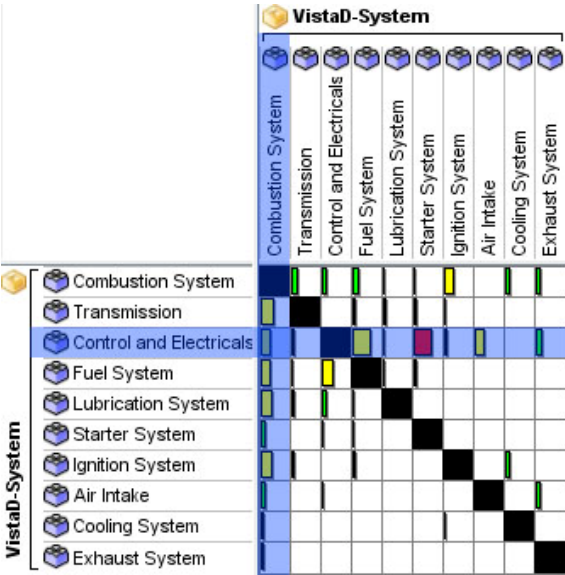 VistaD-System
Combustion System
Transmission
Control and Electricals
Fuel System
Lubrication System
Starter System
Ignition System
Air Intake
Cooling System
Exhaust System
VistaD-System
Combustion System
Transmission
Control and Electricals
Fuel System
Lubrication System
Starter System
Ignition System
Air Intake
Cooling System
Exhaust System